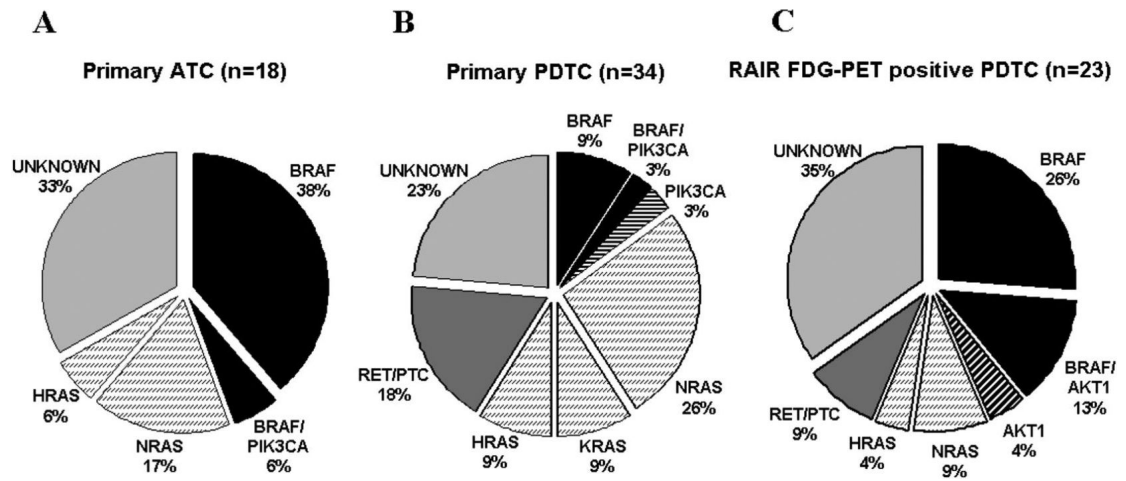 A
Primary ATC (n=18)
UNKNOWN
33%
BRAF
38%
HRAS
6%
NRAS
17%
BRAF/
PIK3CA
6%
B
Primary PDTC (n=34)
BRAF
9%
BRAF/
PIK3CA
3%
PIK3CA
3%
UNKNOWN
23%
RET/PTC
18%
NRAS
26%
HRAS
9%
KRAS
9%
C
RAIR FDG-PET positive PDTC (n=23)
UNKNOWN
35%
BRAF
26%
BRAF/
AKT1
13%
RET/PTC
9%
HRAS
4%
NRAS
9%
AKT1
4%